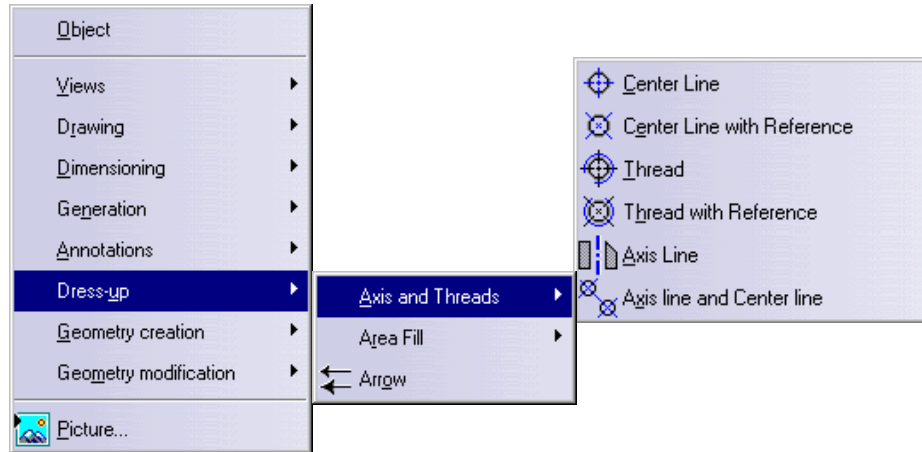 Object
Views
Drawing
Dimensioning
Generation
Annotations
Dress-up
Geometry creation
Geometry modification
Picture...
Axis and Threads
Area Fill
Arrow
Center Line
Center Line with Reference
Thread
Thread with Reference
Axis Line
Axis line and Center line